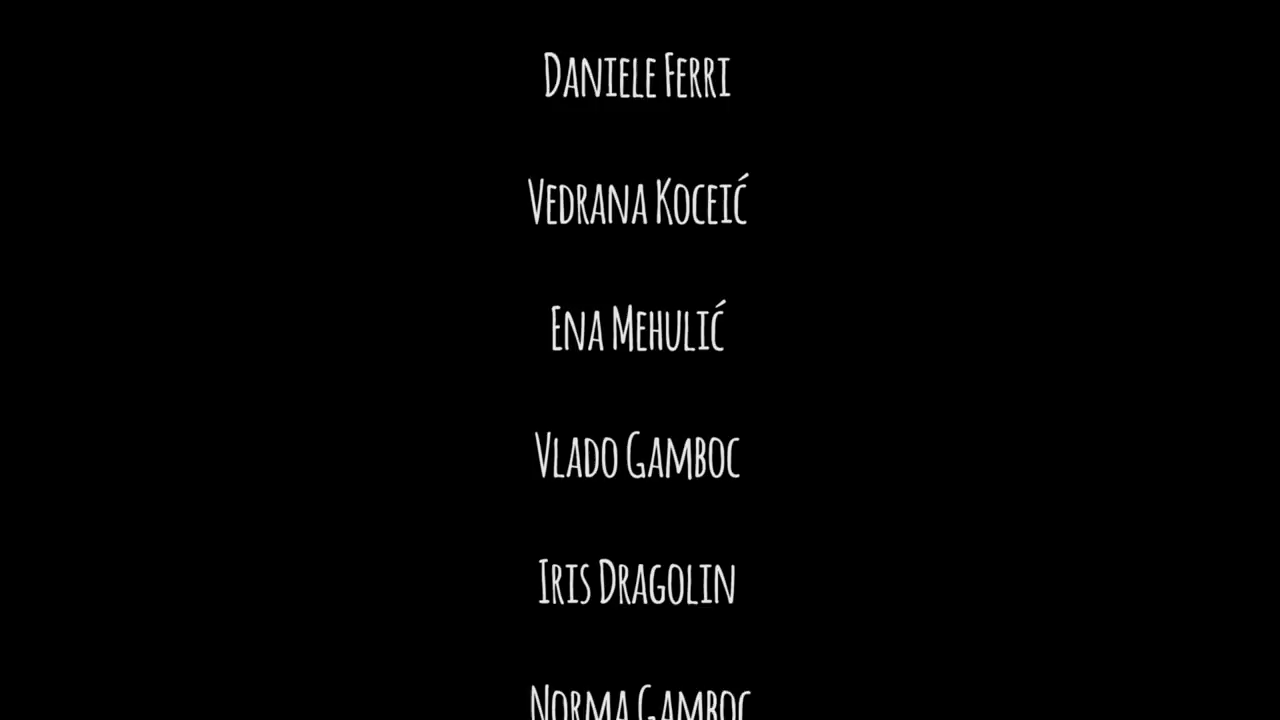 Daniele Ferri
Vedrana Koceić
Ena Mehulić
Vlado Gamboc
Iris Dragolin
Norma Gamboc